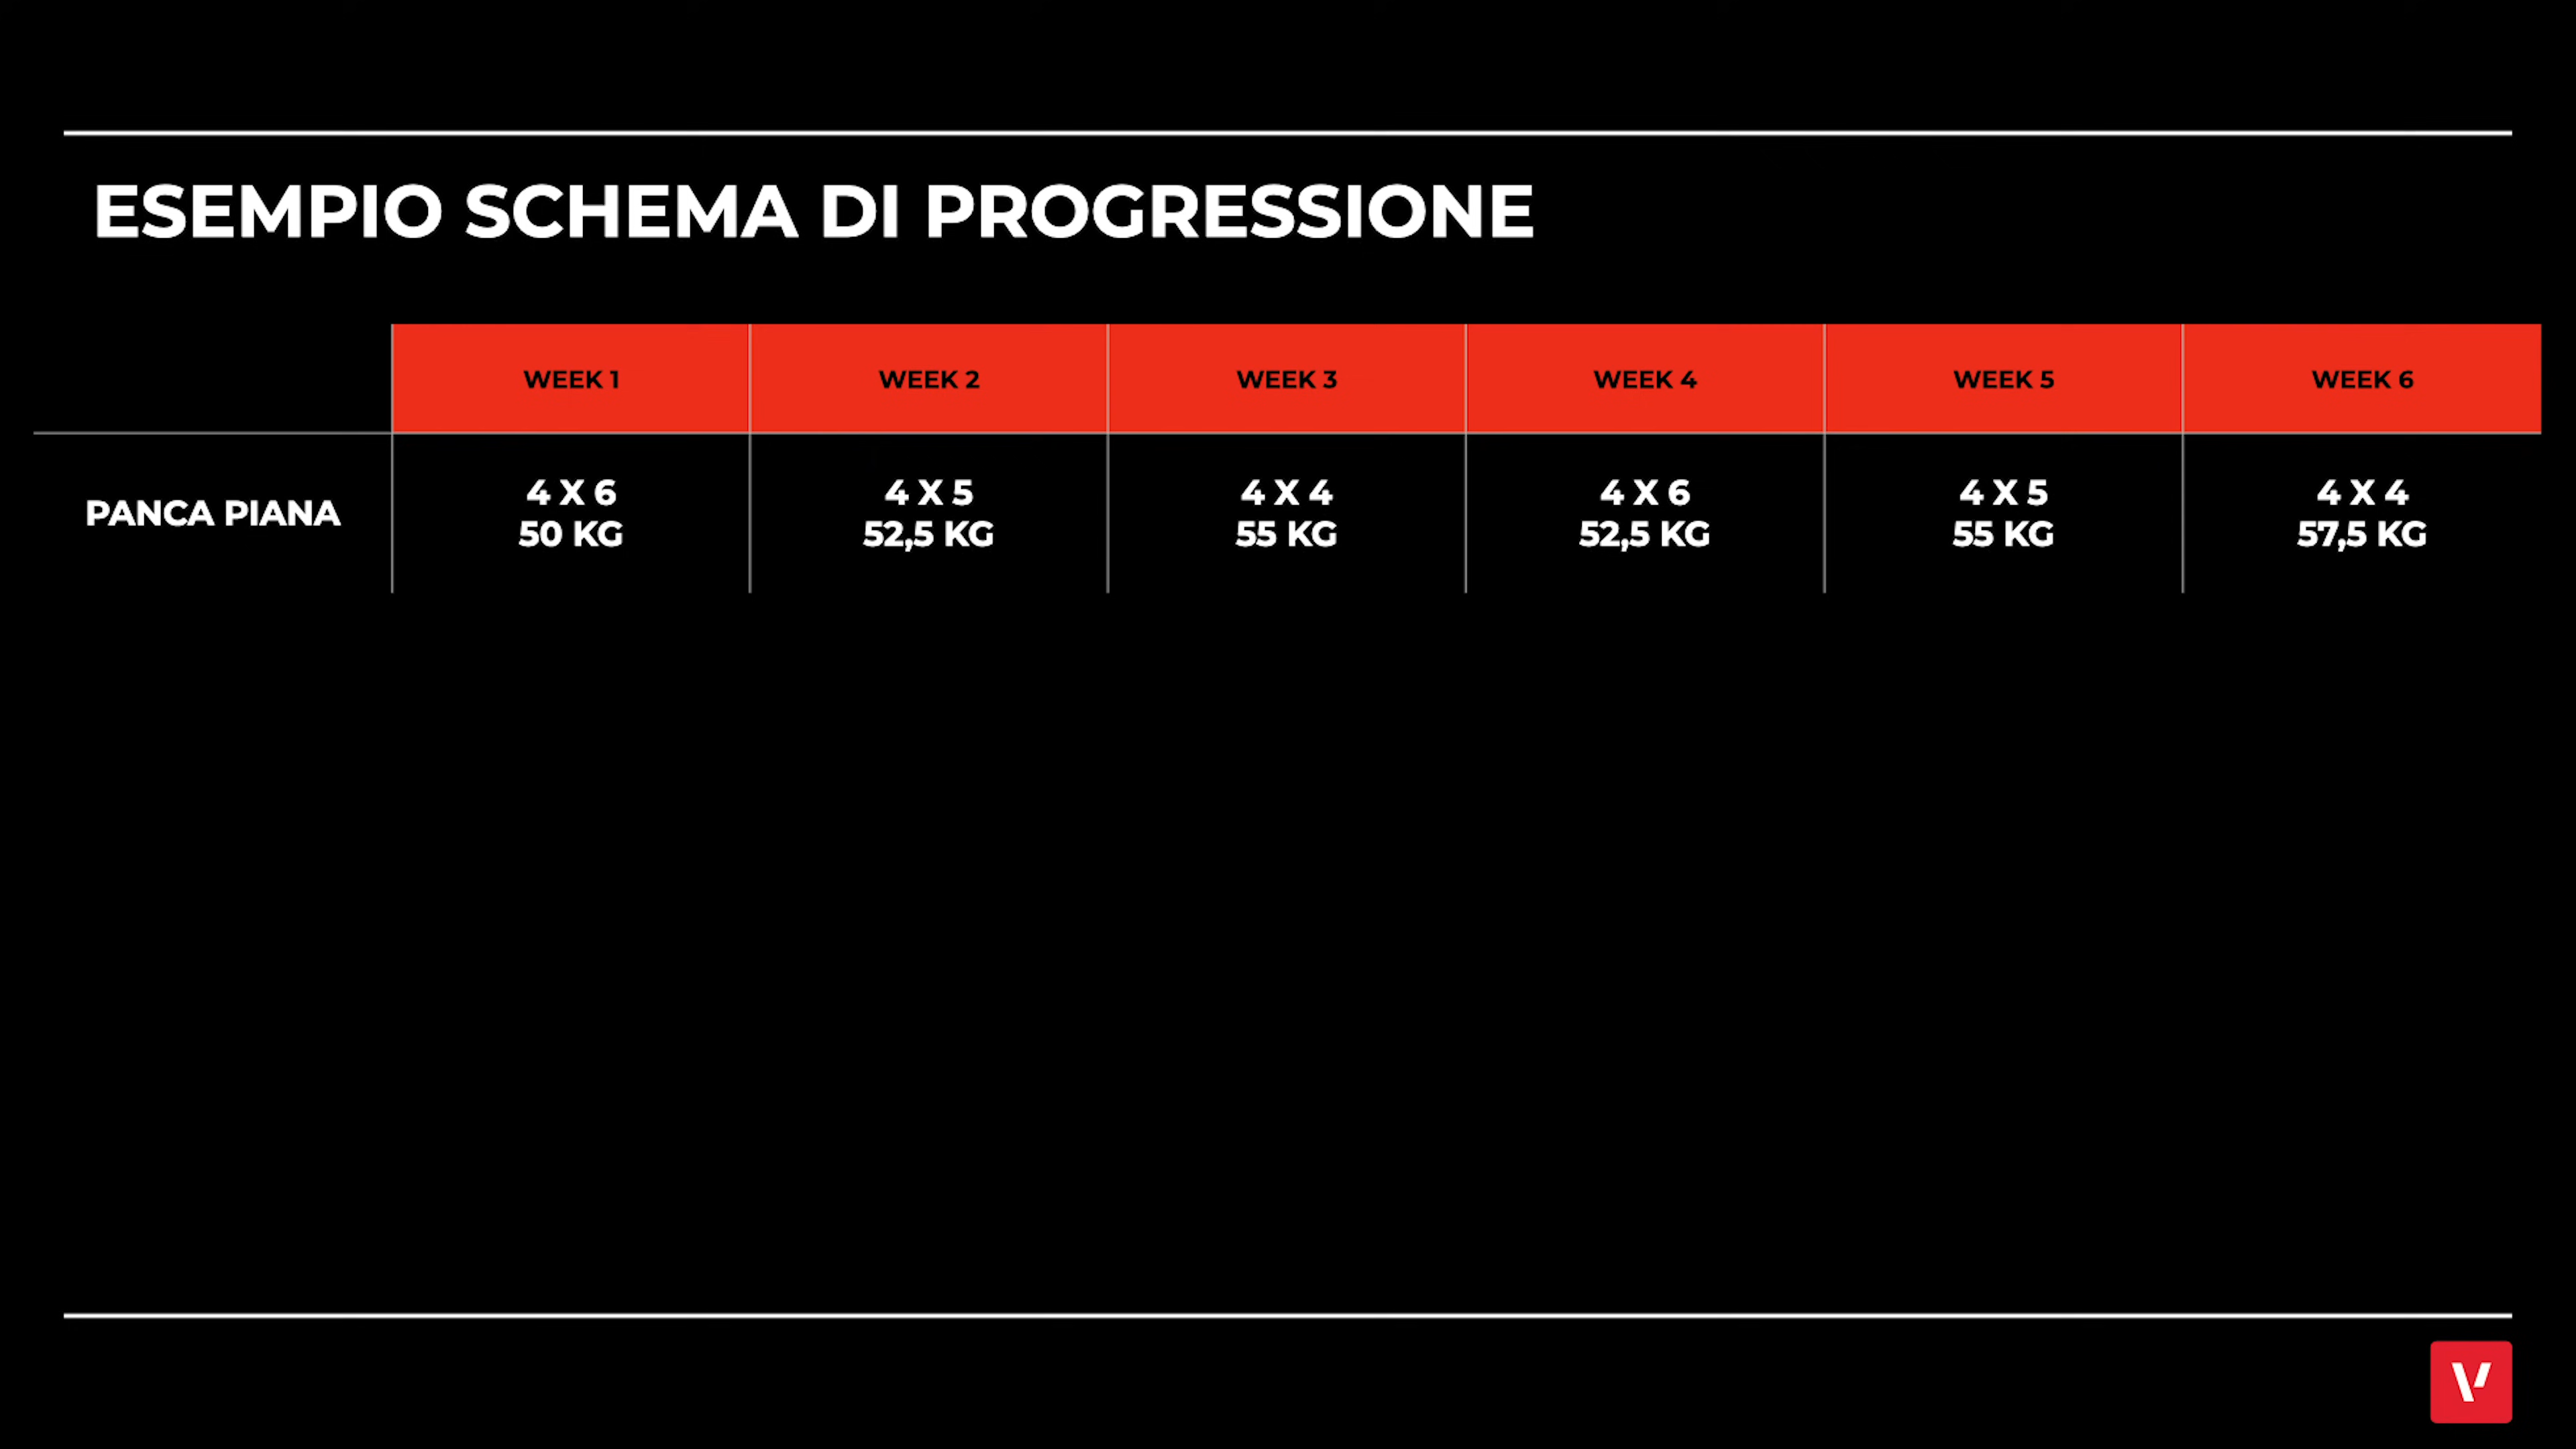 ESEMPIO SCHEMA DI PROGRESSIONE
WEEK 1 WEEK 2 WEEK 3 WEEK 4 WEEK 5 WEEK 6
PANCA PIANA
4 X 6 4 X 5 4 X 4 4 X 6 4 X 5 4 X 4
50 KG 52,5 KG 55 KG 52,5 KG 55 KG 57,5 KG